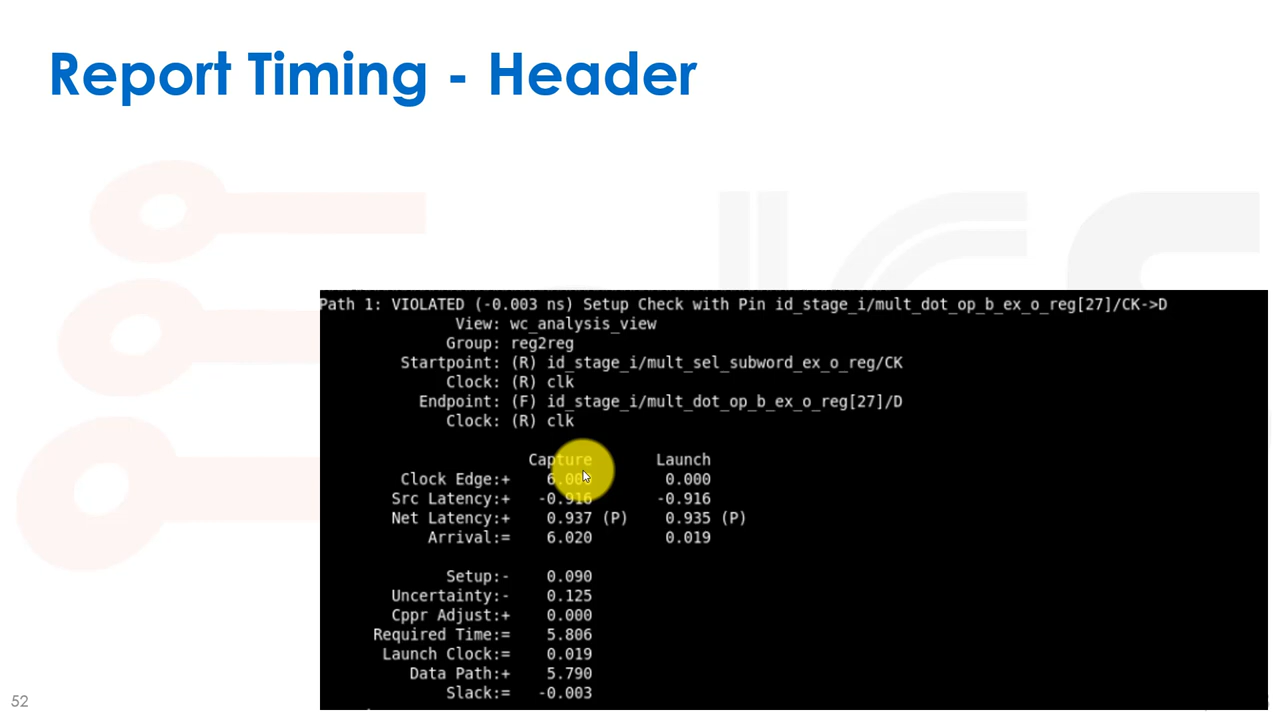 Report Timing - Header
Path 1: VIOLATED (-0.003 ns) Setup Check with Pin id_stage_i/mult_dot_op_b_ex_o_reg[27]/CK->D
View: wc_analysis_view
Group: reg2reg
Startpoint: (R) id_stage_i/mult_sel_subword_ex_o_reg/CK
Clock: (R) clk
Endpoint: (F) id_stage_i/mult_dot_op_b_ex_o_reg[27]/D
Clock: (R) clk
Capture Launch
Clock Edge:+ 6.000 0.000
Src Latency:+ -0.916 -0.916
Net Latency:+ 0.937 (P) 0.935 (P)
Arrival:= 6.020 0.019
Setup:- 0.090
Uncertainty:- 0.125
Cppr Adjust:+ 0.000
Required Time:= 5.806
Launch Clock:= 0.019
Data Path:+ 5.790
Slack:= -0.003
52